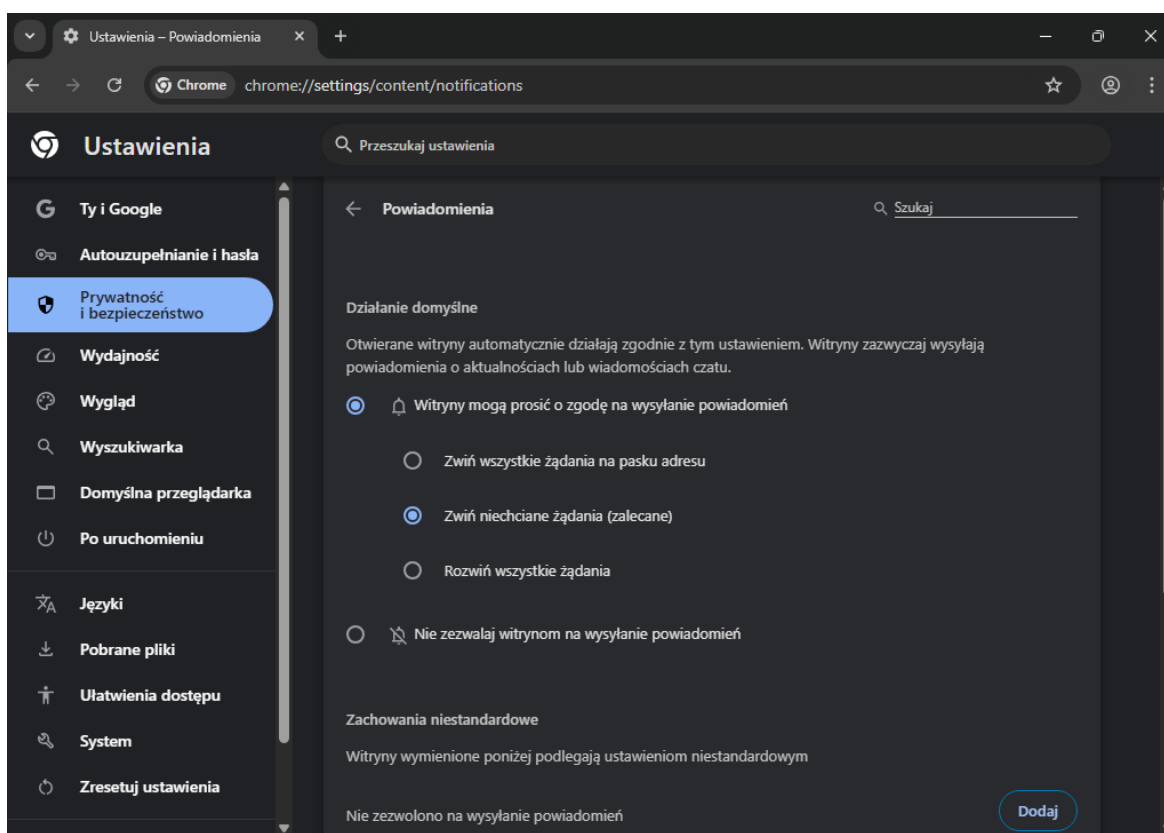 Ustawienia – Powiadomienia
Chrome chrome://settings/content/notifications
Ustawienia
Przeszukaj ustawienia
Ty i Google
Autouzupełnianie i hasła
Prywatność
i bezpieczeństwo
Wydajność
Wygląd
Wyszukiwarka
Domyślna przeglądarka
Po uruchomieniu
Języki
Pobrane pliki
Ułatwienia dostępu
System
Zresetuj ustawienia
Powiadomienia
Szukaj
Działanie domyślne
Otwierane witryny automatycznie działają zgodnie z tym ustawieniem. Witryny zazwyczaj wysyłają
powiadomienia o aktualnościach lub wiadomościach czatu.
Witryny mogą prosić o zgodę na wysyłanie powiadomień
Zwiń wszystkie żądania na pasku adresu
Zwiń niechciane żądania (zalecane)
Rozwiń wszystkie żądania
Nie zezwalaj witrynom na wysyłanie powiadomień
Zachowania niestandardowe
Witryny wymienione poniżej podlegają ustawieniom niestandardowym
Nie zezwolono na wysyłanie powiadomień
Dodaj